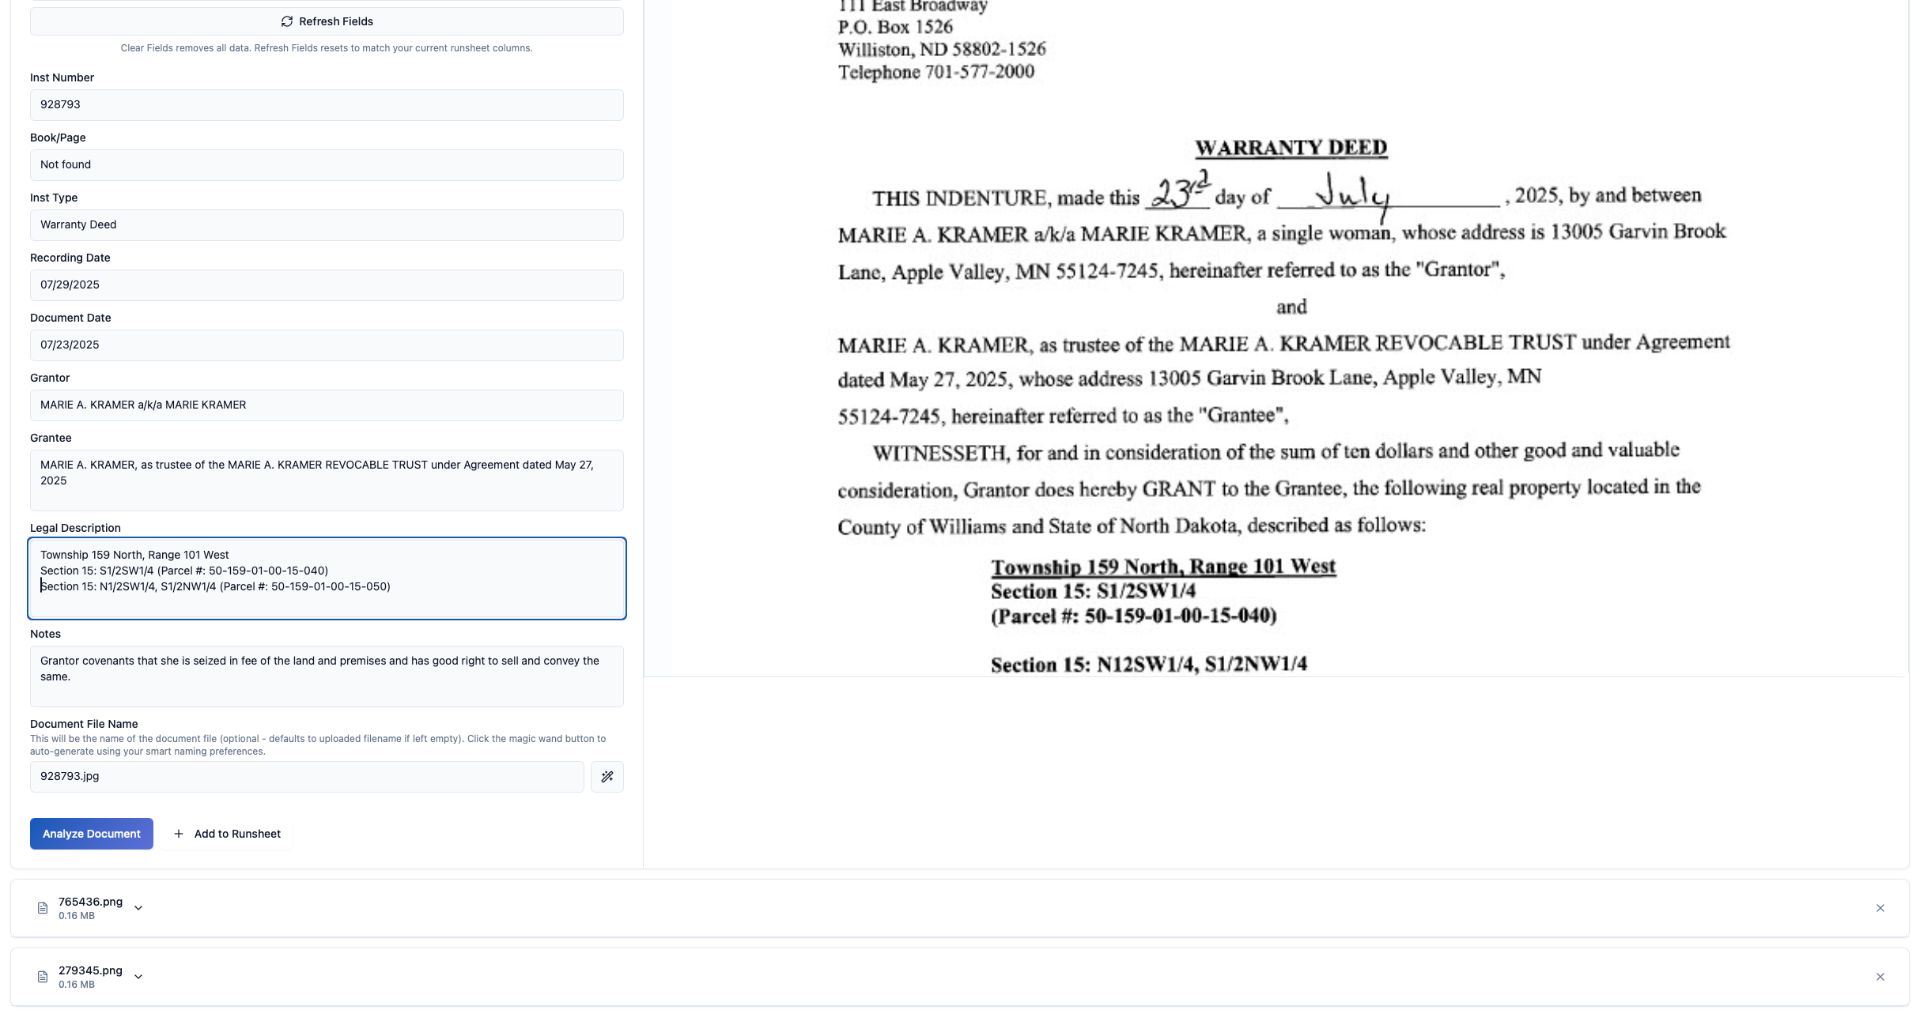 Refresh Fields
Clear Fields removes all data. Refresh Fields resets to match your current runsheet columns.
Inst Number
928793
Book/Page
Not found
Inst Type
Warranty Deed
Recording Date
07/29/2025
Document Date
07/23/2025
Grantor
MARIE A. KRAMER a/k/a MARIE KRAMER
Grantee
MARIE A. KRAMER, as trustee of the MARIE A. KRAMER REVOCABLE TRUST under Agreement dated May 27,
2025
Legal Description
Township 159 North, Range 101 West
Section 15: S1/2SW1/4 (Parcel #: 50-159-01-00-15-040)
Section 15: N1/2SW1/4, S1/2NW1/4 (Parcel #: 50-159-01-00-15-050)
Notes
Grantor covenants that she is seized in fee of the land and premises and has good right to sell and convey the
same.
Document File Name
This will be the name of the document file (optional - defaults to uploaded filename if left empty). Click the magic wand button to
auto-generate using your smart naming preferences.
928793.jpg
Analyze Document
Add to Runsheet
111 East Broadway
P.O. Box 1526
Williston, ND 58802-1526
Telephone 701-577-2000
WARRANTY DEED
THIS INDENTURE, made this 23rd day of July, 2025, by and between
MARIE A. KRAMER a/k/a MARIE KRAMER, a single woman, whose address is 13005 Garvin Brook
Lane, Apple Valley, MN 55124-7245, hereinafter referred to as the "Grantor",
and
MARIE A. KRAMER, as trustee of the MARIE A. KRAMER REVOCABLE TRUST under Agreement
dated May 27, 2025, whose address 13005 Garvin Brook Lane, Apple Valley, MN
55124-7245, hereinafter referred to as the "Grantee",
WITNESSETH, for and in consideration of the sum of ten dollars and other good and valuable
consideration, Grantor does hereby GRANT to the Grantee, the following real property located in the
County of Williams and State of North Dakota, described as follows:
Township 159 North, Range 101 West
Section 15: S1/2SW1/4
(Parcel #: 50-159-01-00-15-040)
Section 15: N12SW1/4, S1/2NW1/4
765436.png
0.16 MB
279345.png
0.16 MB